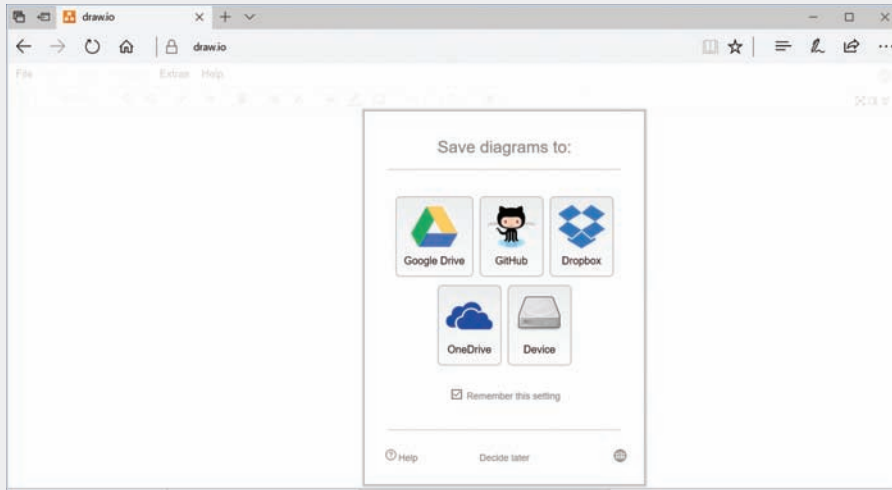 draw.io
draw.io
File Extras Help
Save diagrams to:
Google Drive GitHub Dropbox
OneDrive Device
Remember this setting
Help Decide later